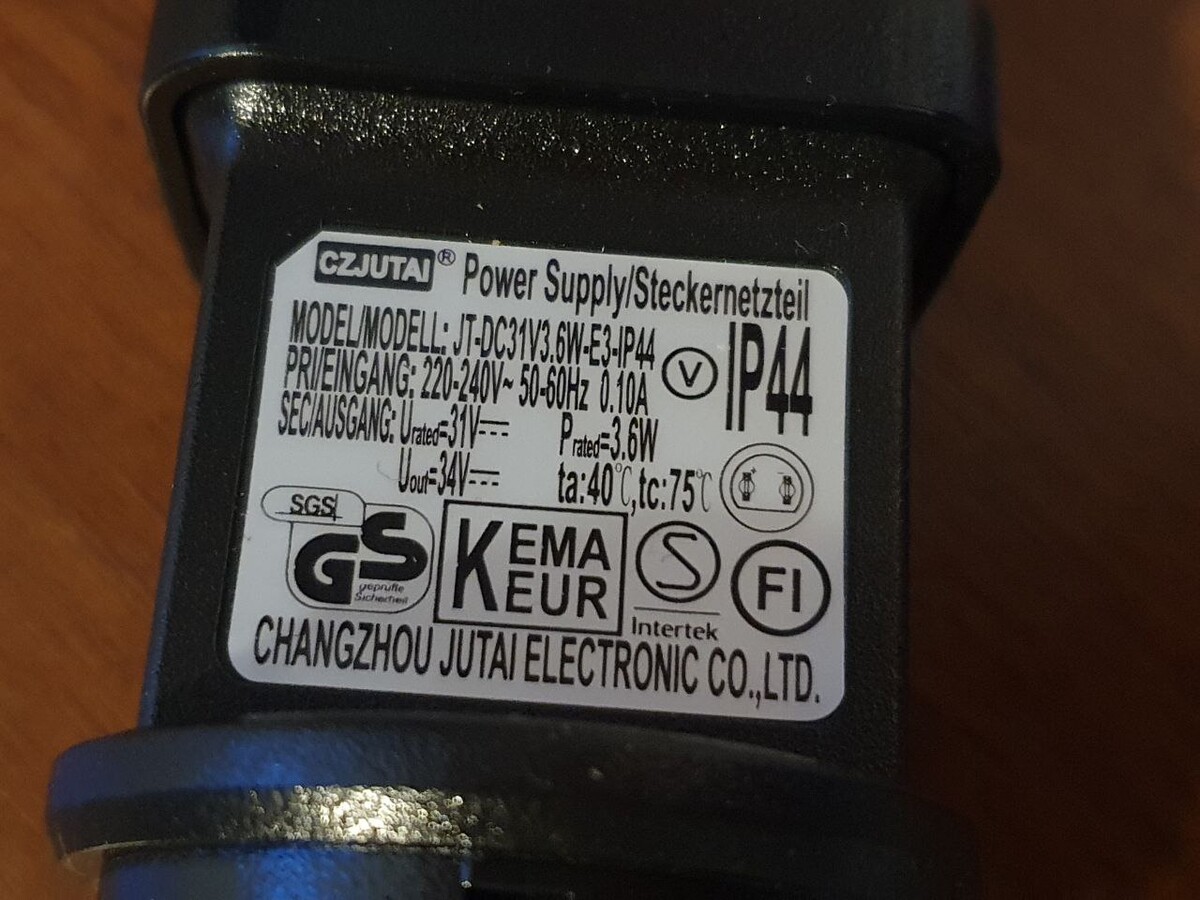 CZJUTAI® Power Supply/Steckernetzteil
MODEL/MODELL: JT-DC31V3.6W-E3-IP44
PRI/EINGANG: 220-240V~ 50-60Hz 0.10A
V
IP44
SEC/AUSGANG: Urated=31V⎓ Prated=3.6W
Uout=34V⎓ ta:40℃,tc:75℃
+ -
SGS
GS
geprüfte
Sicherheit
KEMA
KEUR
S
Intertek
FI
CHANGZHOU JUTAI ELECTRONIC CO.,LTD.